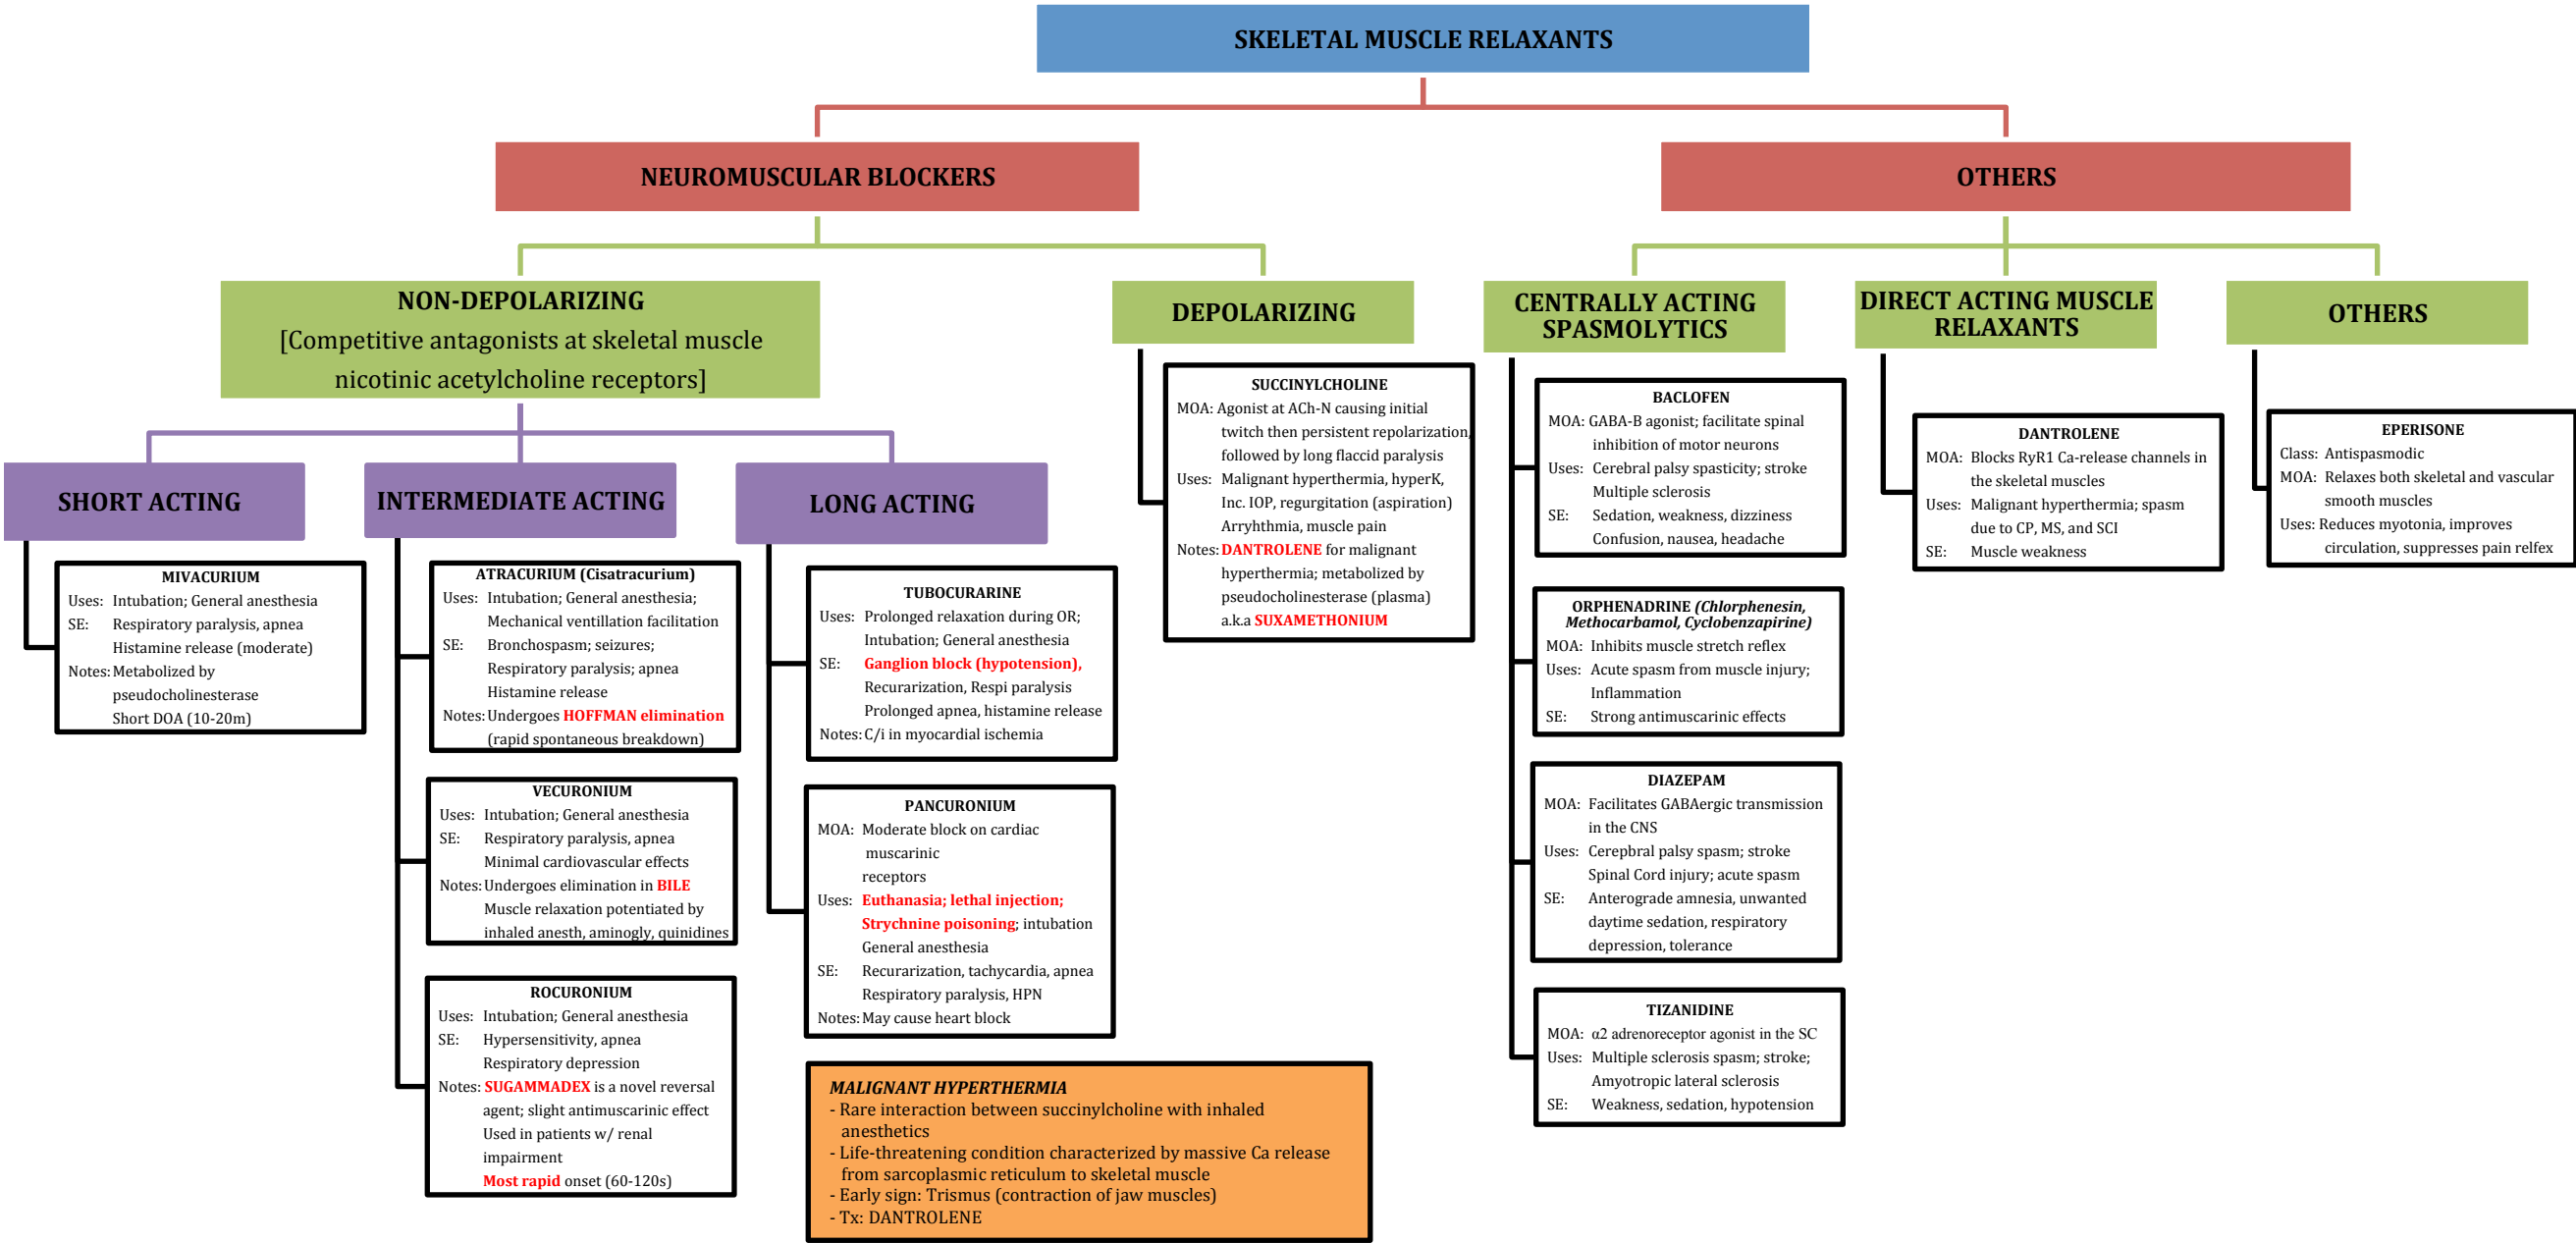 SKELETAL MUSCLE RELAXANTS
NEUROMUSCULAR BLOCKERS
OTHERS
NON-DEPOLARIZING
[Competitive antagonists at skeletal muscle
nicotinic acetylcholine receptors]
DEPOLARIZING
CENTRALLY ACTING
SPASMOLYTICS
DIRECT ACTING MUSCLE
RELAXANTS
OTHERS
SHORT ACTING
INTERMEDIATE ACTING
LONG ACTING
MIVACURIUM
Uses: Intubation; General anesthesia
SE: Respiratory paralysis, apnea
Histamine release (moderate)
Notes: Metabolized by
pseudocholinesterase
Short DOA (10-20m)
ATRACURIUM (Cisatracurium)
Uses: Intubation; General anesthesia;
Mechanical ventillation facilitation
SE: Bronchospasm; seizures;
Respiratory paralysis; apnea
Histamine release
Notes: Undergoes HOFFMAN elimination
(rapid spontaneous breakdown)
VECURONIUM
Uses: Intubation; General anesthesia
SE: Respiratory paralysis, apnea
Minimal cardiovascular effects
Notes: Undergoes elimination in BILE
Muscle relaxation potentiated by
inhaled anesth, aminogly, quinidines
ROCURONIUM
Uses: Intubation; General anesthesia
SE: Hypersensitivity, apnea
Respiratory depression
Notes: SUGAMMADEX is a novel reversal
agent; slight antimuscarinic effect
Used in patients w/ renal
impairment
Most rapid onset (60-120s)
TUBOCURARINE
Uses: Prolonged relaxation during OR;
Intubation; General anesthesia
SE: Ganglion block (hypotension),
Recurarization, Respi paralysis
Prolonged apnea, histamine release
Notes: C/i in myocardial ischemia
PANCURONIUM
MOA: Moderate block on cardiac
muscarinic
receptors
Uses: Euthanasia; lethal injection;
Strychnine poisoning; intubation
General anesthesia
SE: Recurarization, tachycardia, apnea
Respiratory paralysis, HPN
Notes: May cause heart block
MALIGNANT HYPERTHERMIA
- Rare interaction between succinylcholine with inhaled
anesthetics
- Life-threatening condition characterized by massive Ca release
from sarcoplasmic reticulum to skeletal muscle
- Early sign: Trismus (contraction of jaw muscles)
- Tx: DANTROLENE
SUCCINYLCHOLINE
MOA: Agonist at ACh-N causing initial
twitch then persistent repolarization,
followed by long flaccid paralysis
Uses: Malignant hyperthermia, hyperK,
Inc. IOP, regurgitation (aspiration)
Arryhthmia, muscle pain
Notes: DANTROLENE for malignant
hyperthermia; metabolized by
pseudocholinesterase (plasma)
a.k.a SUXAMETHONIUM
BACLOFEN
MOA: GABA-B agonist; facilitate spinal
inhibition of motor neurons
Uses: Cerebral palsy spasticity; stroke
Multiple sclerosis
SE: Sedation, weakness, dizziness
Confusion, nausea, headache
ORPHENADRINE (Chlorphenesin,
Methocarbamol, Cyclobenzapirine)
MOA: Inhibits muscle stretch reflex
Uses: Acute spasm from muscle injury;
Inflammation
SE: Strong antimuscarinic effects
DIAZEPAM
MOA: Facilitates GABAergic transmission
in the CNS
Uses: Cerepbral palsy spasm; stroke
Spinal Cord injury; acute spasm
SE: Anterograde amnesia, unwanted
daytime sedation, respiratory
depression, tolerance
TIZANIDINE
MOA: α2 adrenoreceptor agonist in the SC
Uses: Multiple sclerosis spasm; stroke;
Amyotropic lateral sclerosis
SE: Weakness, sedation, hypotension
DANTROLENE
MOA: Blocks RyR1 Ca-release channels in
the skeletal muscles
Uses: Malignant hyperthermia; spasm
due to CP, MS, and SCI
SE: Muscle weakness
EPERISONE
Class: Antispasmodic
MOA: Relaxes both skeletal and vascular
smooth muscles
Uses: Reduces myotonia, improves
circulation, suppresses pain relfex